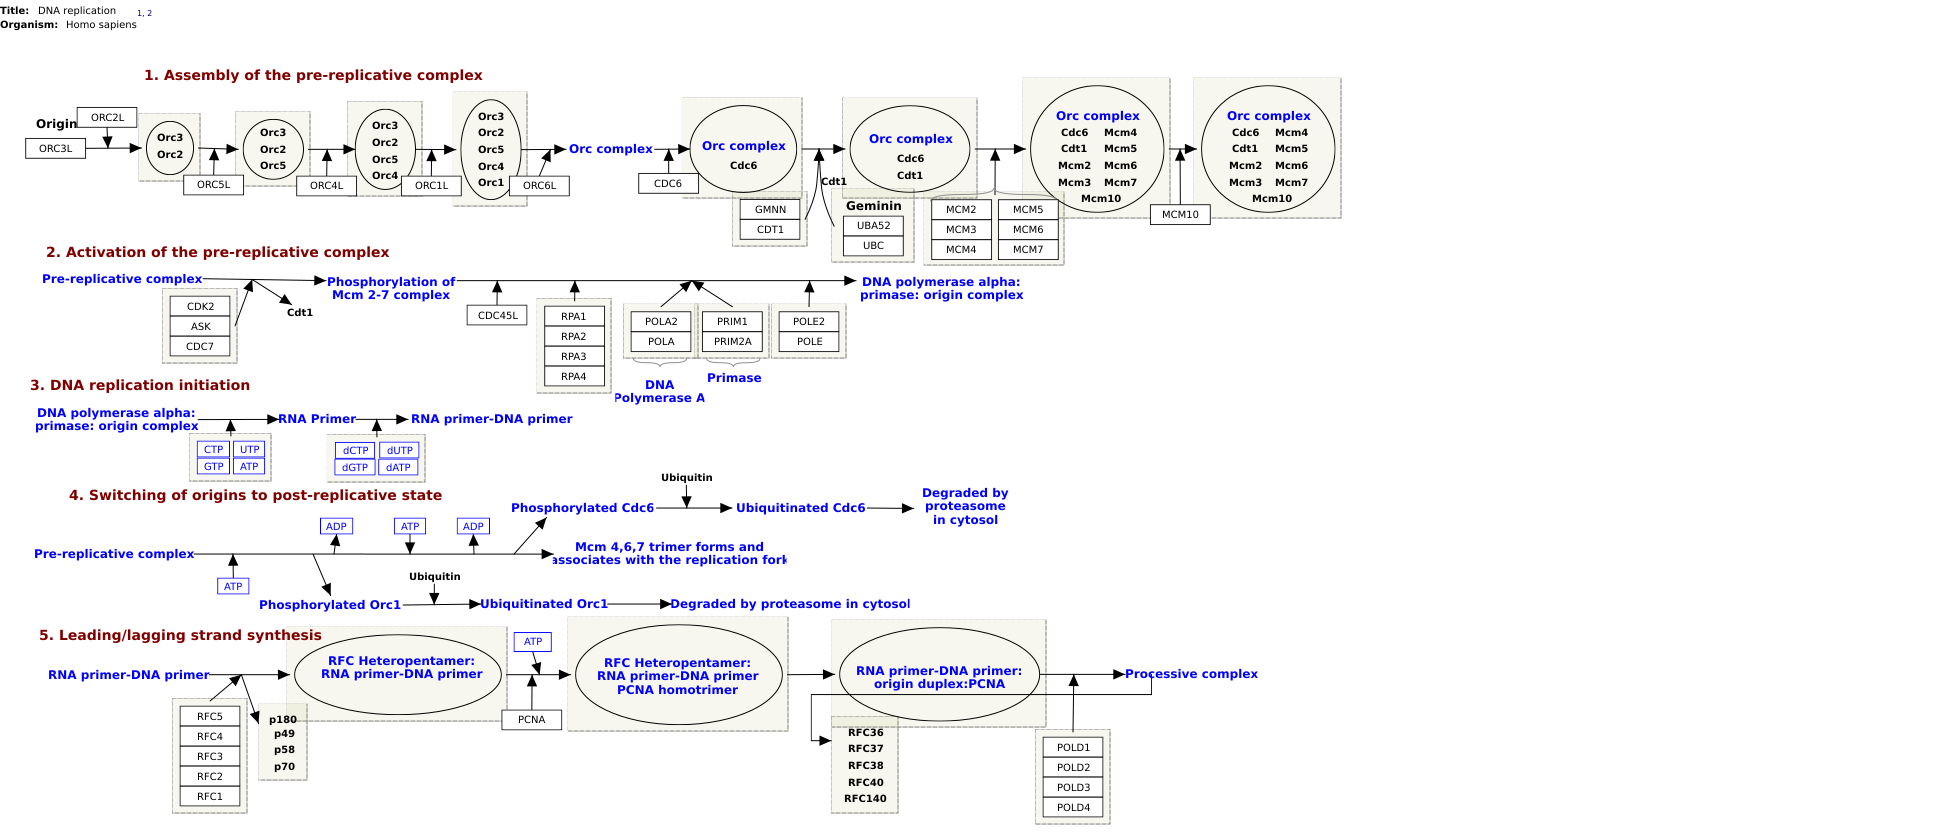 Title: DNA replication 1, 2
Organism: Homo sapiens
1. Assembly of the pre-replicative complex
Origin
ORC2L
ORC3L
Orc3
Orc2
ORC5L
Orc3
Orc2
Orc5
ORC4L
Orc3
Orc2
Orc5
Orc4
ORC1L
Orc3
Orc2
Orc5
Orc4
Orc1
ORC6L
Orc complex
CDC6
Orc complex
Cdc6
Cdt1
GMNN
CDT1
Orc complex
Cdc6
Cdt1
Geminin
UBA52
UBC
MCM2 MCM5
MCM3 MCM6
MCM4 MCM7
Orc complex
Cdc6 Mcm4
Cdt1 Mcm5
Mcm2 Mcm6
Mcm3 Mcm7
Mcm10
MCM10
Orc complex
Cdc6 Mcm4
Cdt1 Mcm5
Mcm2 Mcm6
Mcm3 Mcm7
Mcm10
2. Activation of the pre-replicative complex
Pre-replicative complex
CDK2
ASK
CDC7
Cdt1
Phosphorylation of
Mcm 2-7 complex
CDC45L
RPA1
RPA2
RPA3
RPA4
POLA2
POLA
DNA
Polymerase A
PRIM1
PRIM2A
Primase
POLE2
POLE
DNA polymerase alpha:
primase: origin complex
3. DNA replication initiation
DNA polymerase alpha:
primase: origin complex
CTP UTP
GTP ATP
RNA Primer
dCTP dUTP
dGTP dATP
RNA primer-DNA primer
4. Switching of origins to post-replicative state
Pre-replicative complex
ATP
ADP
ATP
ADP
Phosphorylated Cdc6
Ubiquitin
Ubiquitinated Cdc6
Degraded by
proteasome
in cytosol
Mcm 4,6,7 trimer forms and
associates with the replication fork
Phosphorylated Orc1
Ubiquitin
Ubiquitinated Orc1
Degraded by proteasome in cytosol
5. Leading/lagging strand synthesis
RNA primer-DNA primer
RFC5
RFC4
RFC3
RFC2
RFC1
p180
p49
p58
p70
RFC Heteropentamer:
RNA primer-DNA primer
ATP
PCNA
RFC Heteropentamer:
RNA primer-DNA primer
PCNA homotrimer
RNA primer-DNA primer:
origin duplex:PCNA
RFC36
RFC37
RFC38
RFC40
RFC140
POLD1
POLD2
POLD3
POLD4
Processive complex